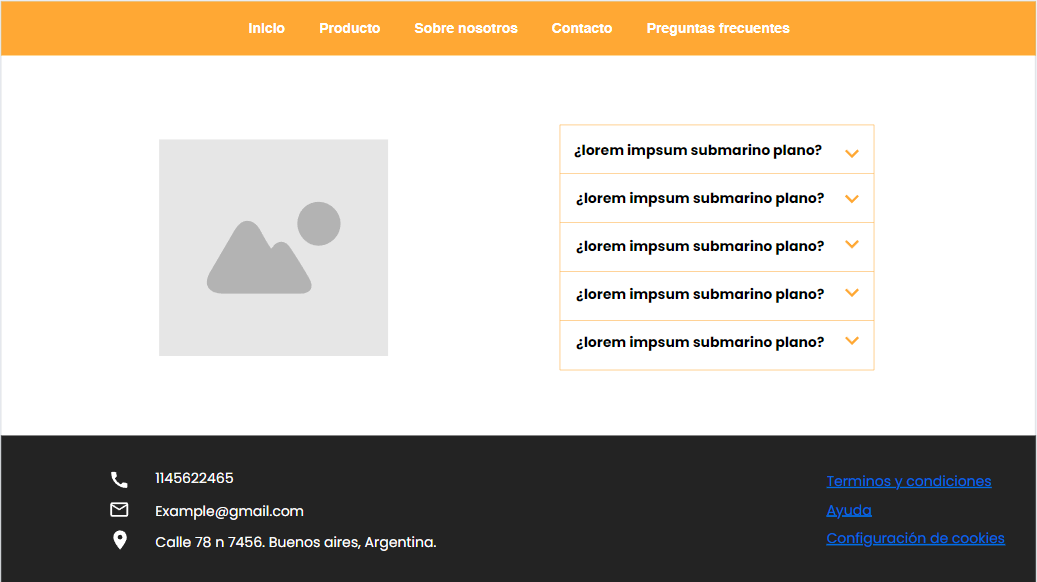 Inicio Producto Sobre nosotros Contacto Preguntas frecuentes
¿lorem impsum submarino plano?
¿lorem impsum submarino plano?
¿lorem impsum submarino plano?
¿lorem impsum submarino plano?
¿lorem impsum submarino plano?
1145622465
Example@gmail.com
Calle 78 n 7456. Buenos aires, Argentina.
Terminos y condiciones
Ayuda
Configuración de cookies